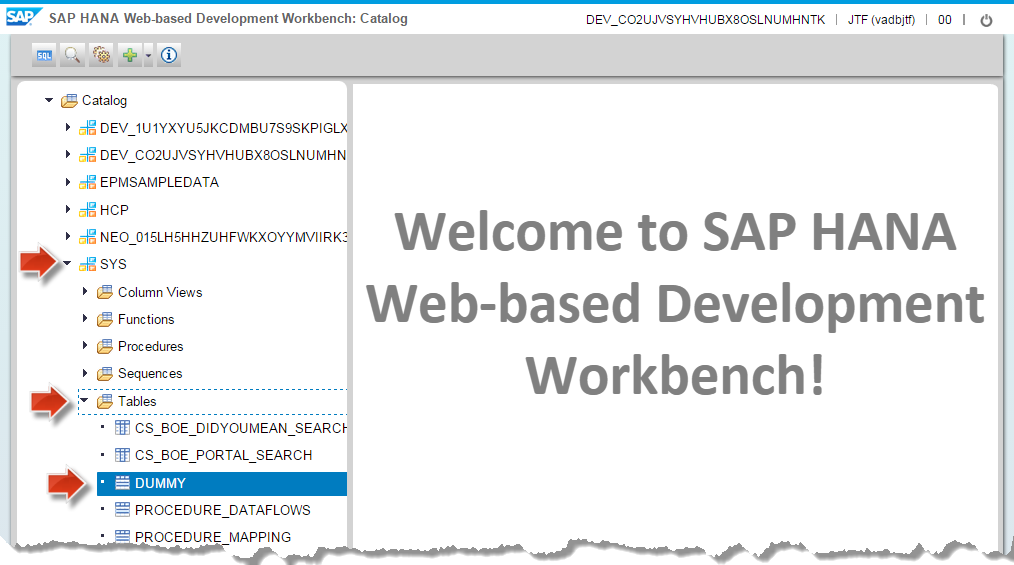 SAP SAP HANA Web-based Development Workbench: Catalog DEV_CO2UJVSYHVHUBX8OSLNUMHNTK | JTF (vadbjtf) | 00 |
SQL
Catalog
DEV_1U1YXYU5JKCDMBU7S9SKPIGLX
DEV_CO2UJVSYHVHUBX8OSLNUMHN
EPMSAMPLEDATA
HCP
NEO_015LH5HHZUHFWKXOYYMVIIRK3
SYS
Column Views
Functions
Procedures
Sequences
Tables
CS_BOE_DIDYOUMEAN_SEARCH
CS_BOE_PORTAL_SEARCH
DUMMY
PROCEDURE_DATAFLOWS
PROCEDURE_MAPPING
Welcome to SAP HANA
Web-based Development
Workbench!